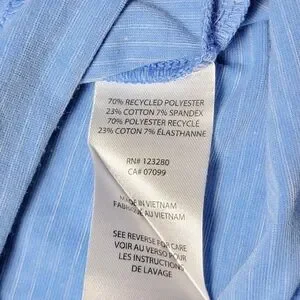 70% RECYCLED POLYESTER
23% COTTON 7% SPANDEX
70% POLYESTER RECYCLÉ
23% COTON 7% ÉLASTHANNE
RN# 123280
CA# 07099
MADE IN VIETNAM
FABRIQUÉ AU VIETNAM
SEE REVERSE FOR CARE
VOIR AU VERSO POUR
LES INSTRUCTIONS
DE LAVAGE